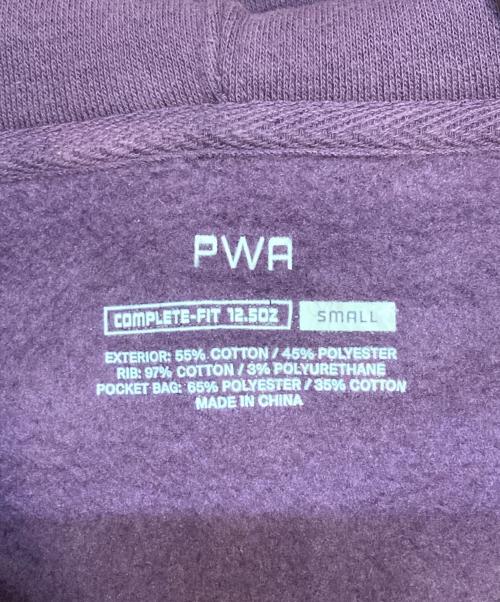 PWA
COMPLETE-FIT 12.5OZ SMALL
EXTERIOR: 55% COTTON / 45% POLYESTER
RIB: 97% COTTON / 3% POLYURETHANE
POCKET BAG: 65% POLYESTER / 35% COTTON
MADE IN CHINA